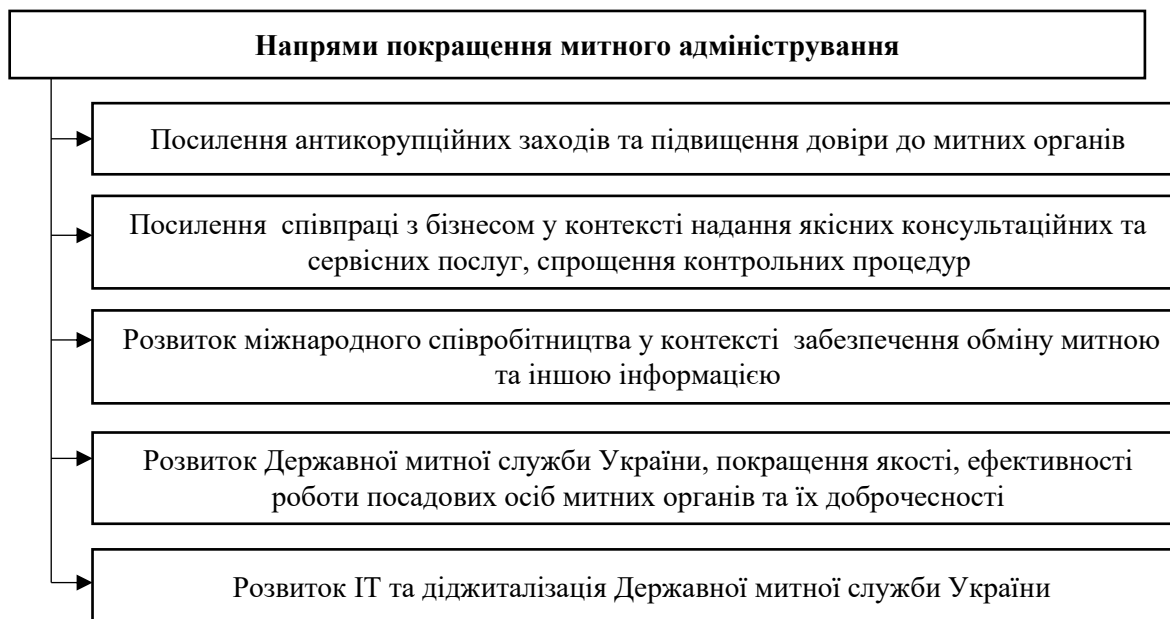 Напрями покращення митного адміністрування
Посилення антикорупційних заходів та підвищення довіри до митних органів
Посилення  співпраці з бізнесом у контексті надання якісних консультаційних та
сервісних послуг, спрощення контрольних процедур
Розвиток міжнародного співробітництва у контексті  забезпечення обміну митною
та іншою інформацією
Розвиток Державної митної служби України, покращення якості, ефективності
роботи посадових осіб митних органів та їх доброчесності
Розвиток ІТ та діджиталізація Державної митної служби України